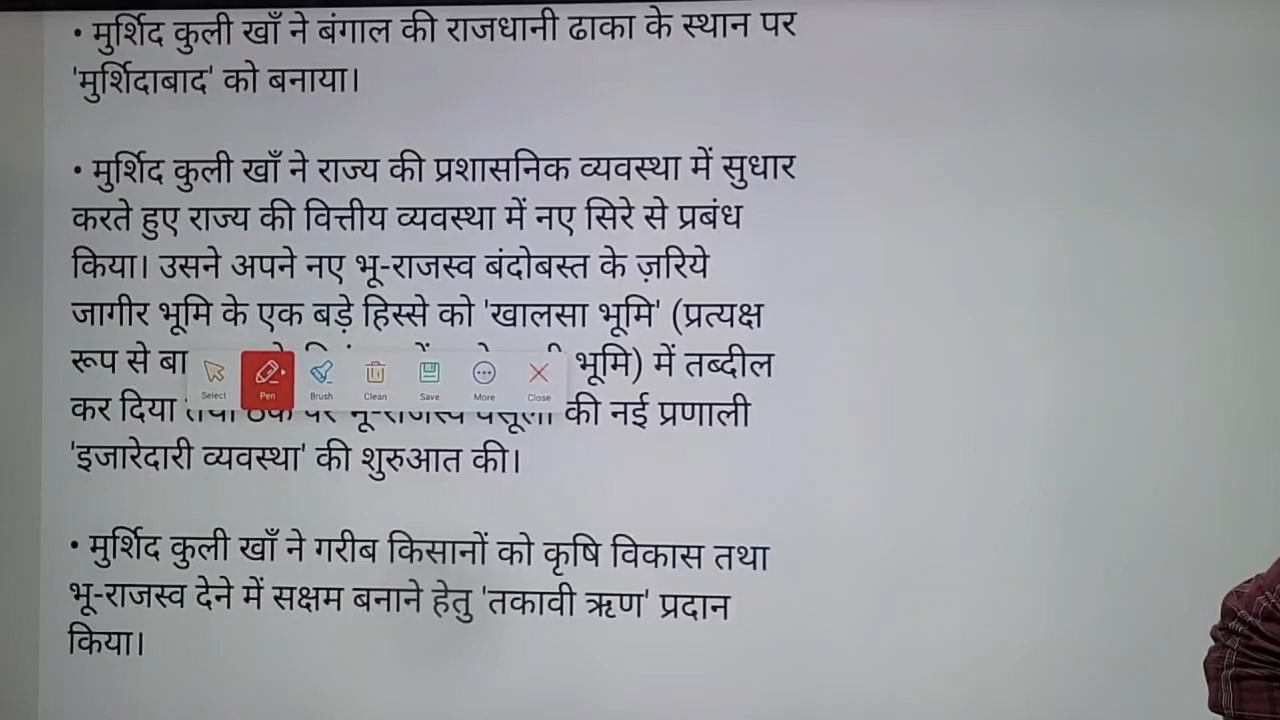 • मुर्शिद कुली खाँ ने बंगाल की राजधानी ढाका के स्थान पर
'मुर्शिदाबाद' को बनाया।
• मुर्शिद कुली खाँ ने राज्य की प्रशासनिक व्यवस्था में सुधार
करते हुए राज्य की वित्तीय व्यवस्था में नए सिरे से प्रबंध
किया। उसने अपने नए भू-राजस्व बंदोबस्त के ज़रिये
जागीर भूमि के एक बड़े हिस्से को 'खालसा भूमि' (प्रत्यक्ष
रूप से भूमि) में तब्दील
Select Pen Brush Clean Save More Close
कर दिया की नई प्रणाली
'इजारेदारी व्यवस्था' की शुरुआत की।
• मुर्शिद कुली खाँ ने गरीब किसानों को कृषि विकास तथा
भू-राजस्व देने में सक्षम बनाने हेतु 'तकावी ऋण' प्रदान
किया।